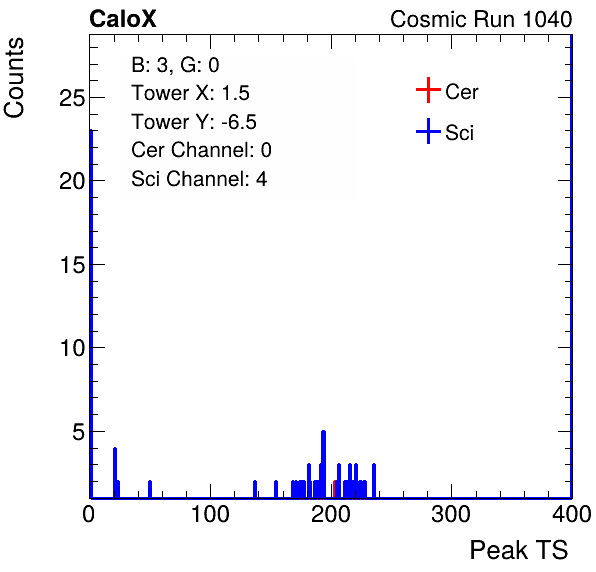 CaloX
Cosmic Run 1040
Counts
B: 3, G: 0
Tower X: 1.5
Tower Y: -6.5
Cer Channel: 0
Sci Channel: 4
Cer
Sci
25
20
15
10
5
0
100
200
300
400
Peak TS